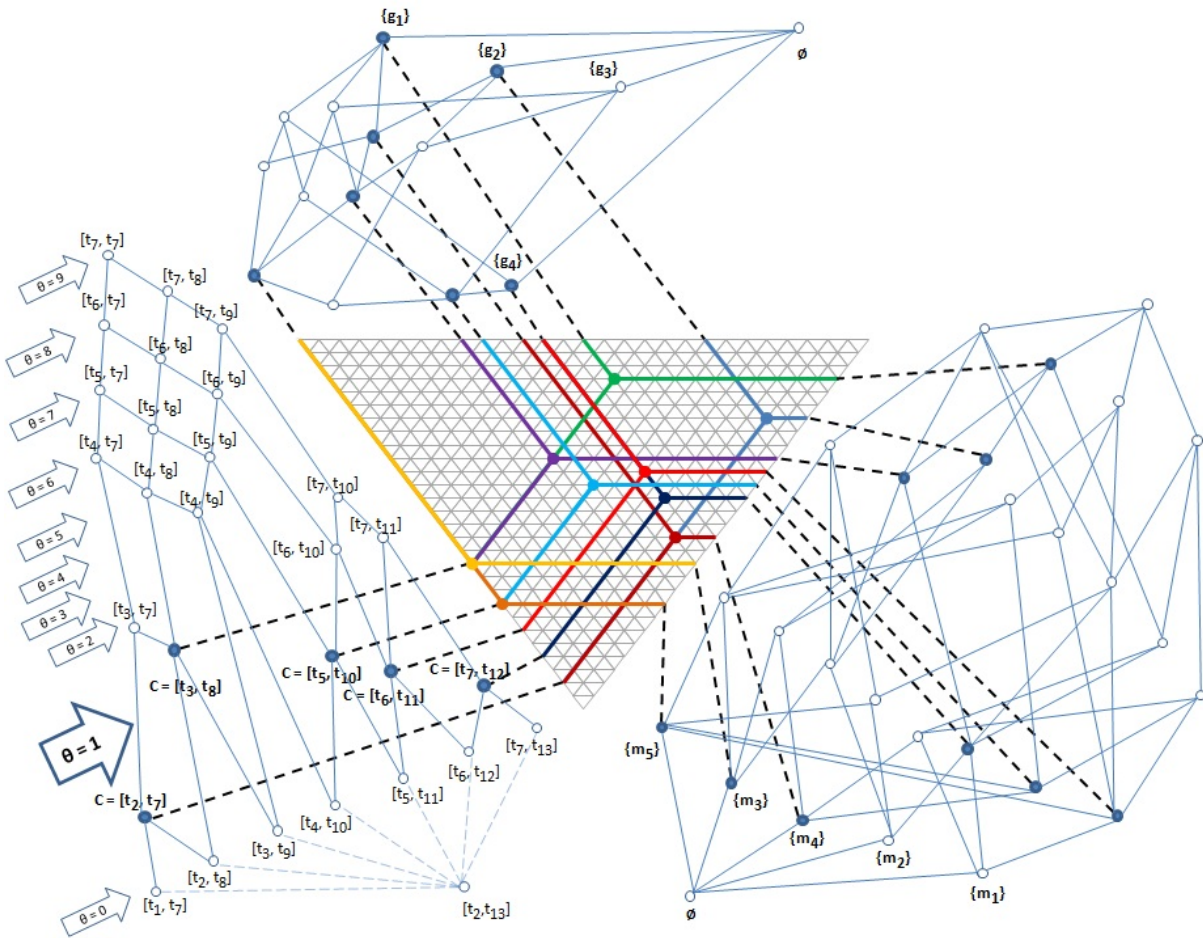 {g1}
{g2}
{g3}
ø
{g4}
[t7, t7]
[t7, t8]
[t7, t9]
θ = 9
[t6, t7]
[t6, t8]
[t6, t9]
θ = 8
[t5, t7]
[t5, t8]
[t5, t9]
θ = 7
[t4, t7]
[t4, t8]
[t4, t9]
θ = 6
[t7, t10]
[t7, t11]
[t6, t10]
θ = 5
θ = 4
θ = 3
θ = 2
[t3, t7]
C = [t3, t8]
C = [t5, t10]
C = [t6, t11]
C = [t7, t12]
θ = 1
[t7, t13]
[t6, t12]
[t5, t11]
C = [t2, t7]
[t4, t10]
[t3, t9]
[t2, t8]
[t1, t7]
θ = 0
[t2,t13]
{m5}
{m3}
{m4}
{m2}
{m1}
ø